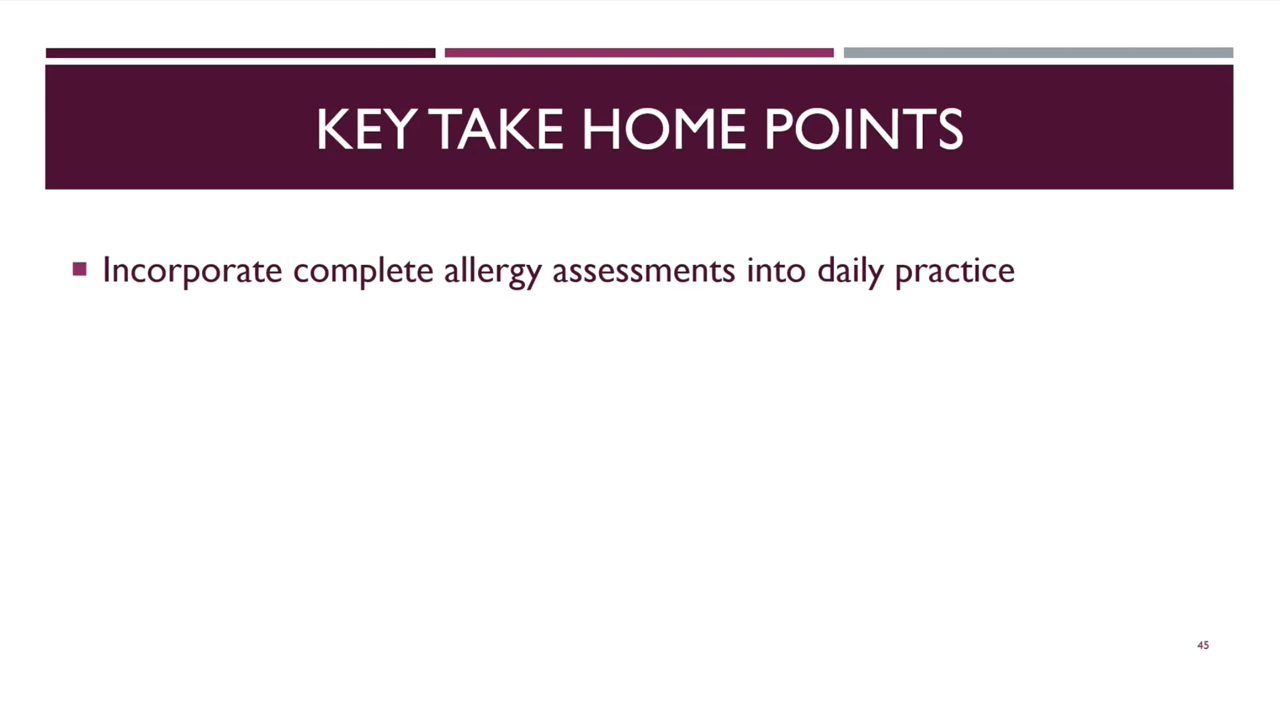 KEY TAKE HOME POINTS
Incorporate complete allergy assessments into daily practice
45